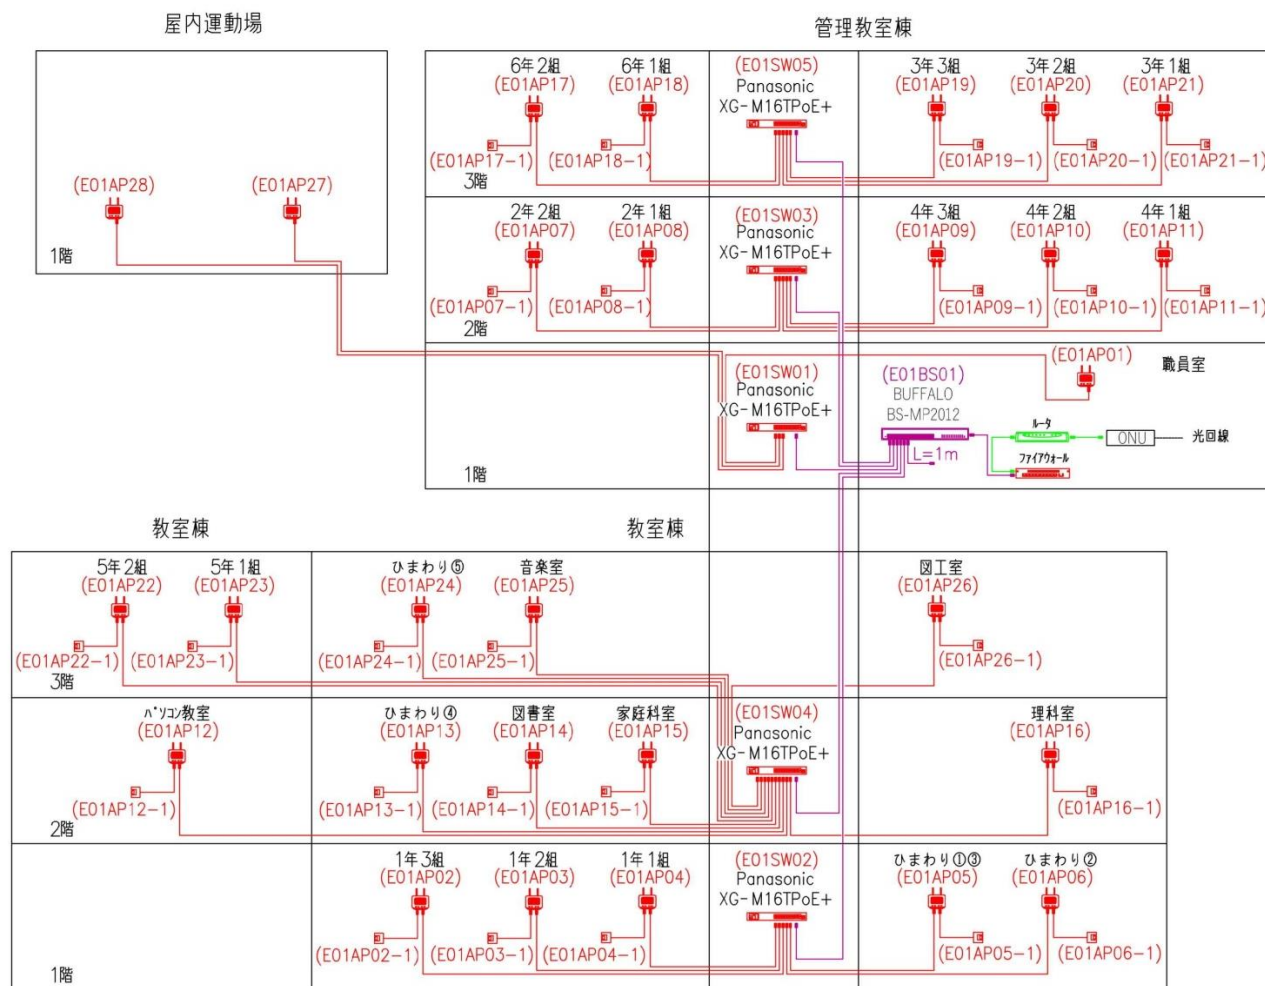 屋内運動場
(E01AP28)
(E01AP27)
1階
管理教室棟
6年2組
(E01AP17)
(E01AP17-1)
6年1組
(E01AP18)
(E01AP18-1)
(E01SW05)
Panasonic
XG-M16TPoE+
3年3組
(E01AP19)
(E01AP19-1)
3年2組
(E01AP20)
(E01AP20-1)
3年1組
(E01AP21)
(E01AP21-1)
3階
2年2組
(E01AP07)
(E01AP07-1)
2年1組
(E01AP08)
(E01AP08-1)
(E01SW03)
Panasonic
XG-M16TPoE+
4年3組
(E01AP09)
(E01AP09-1)
4年2組
(E01AP10)
(E01AP10-1)
4年1組
(E01AP11)
(E01AP11-1)
2階
(E01SW01)
Panasonic
XG-M16TPoE+
(E01BS01)
BUFFALO
BS-MP2012
L=1m
(E01AP01)
職員室
ルータ
ファイアウォール
ONU
光回線
1階
教室棟
教室棟
5年2組
(E01AP22)
(E01AP22-1)
5年1組
(E01AP23)
(E01AP23-1)
ひまわり⑤
(E01AP24)
(E01AP24-1)
音楽室
(E01AP25)
(E01AP25-1)
図工室
(E01AP26)
(E01AP26-1)
3階
パソコン教室
(E01AP12)
(E01AP12-1)
ひまわり④
(E01AP13)
(E01AP13-1)
図書室
(E01AP14)
(E01AP14-1)
家庭科室
(E01AP15)
(E01AP15-1)
(E01SW04)
Panasonic
XG-M16TPoE+
理科室
(E01AP16)
(E01AP16-1)
2階
1年3組
(E01AP02)
(E01AP02-1)
1年2組
(E01AP03)
(E01AP03-1)
1年1組
(E01AP04)
(E01AP04-1)
(E01SW02)
Panasonic
XG-M16TPoE+
ひまわり①③
(E01AP05)
(E01AP05-1)
ひまわり②
(E01AP06)
(E01AP06-1)
1階